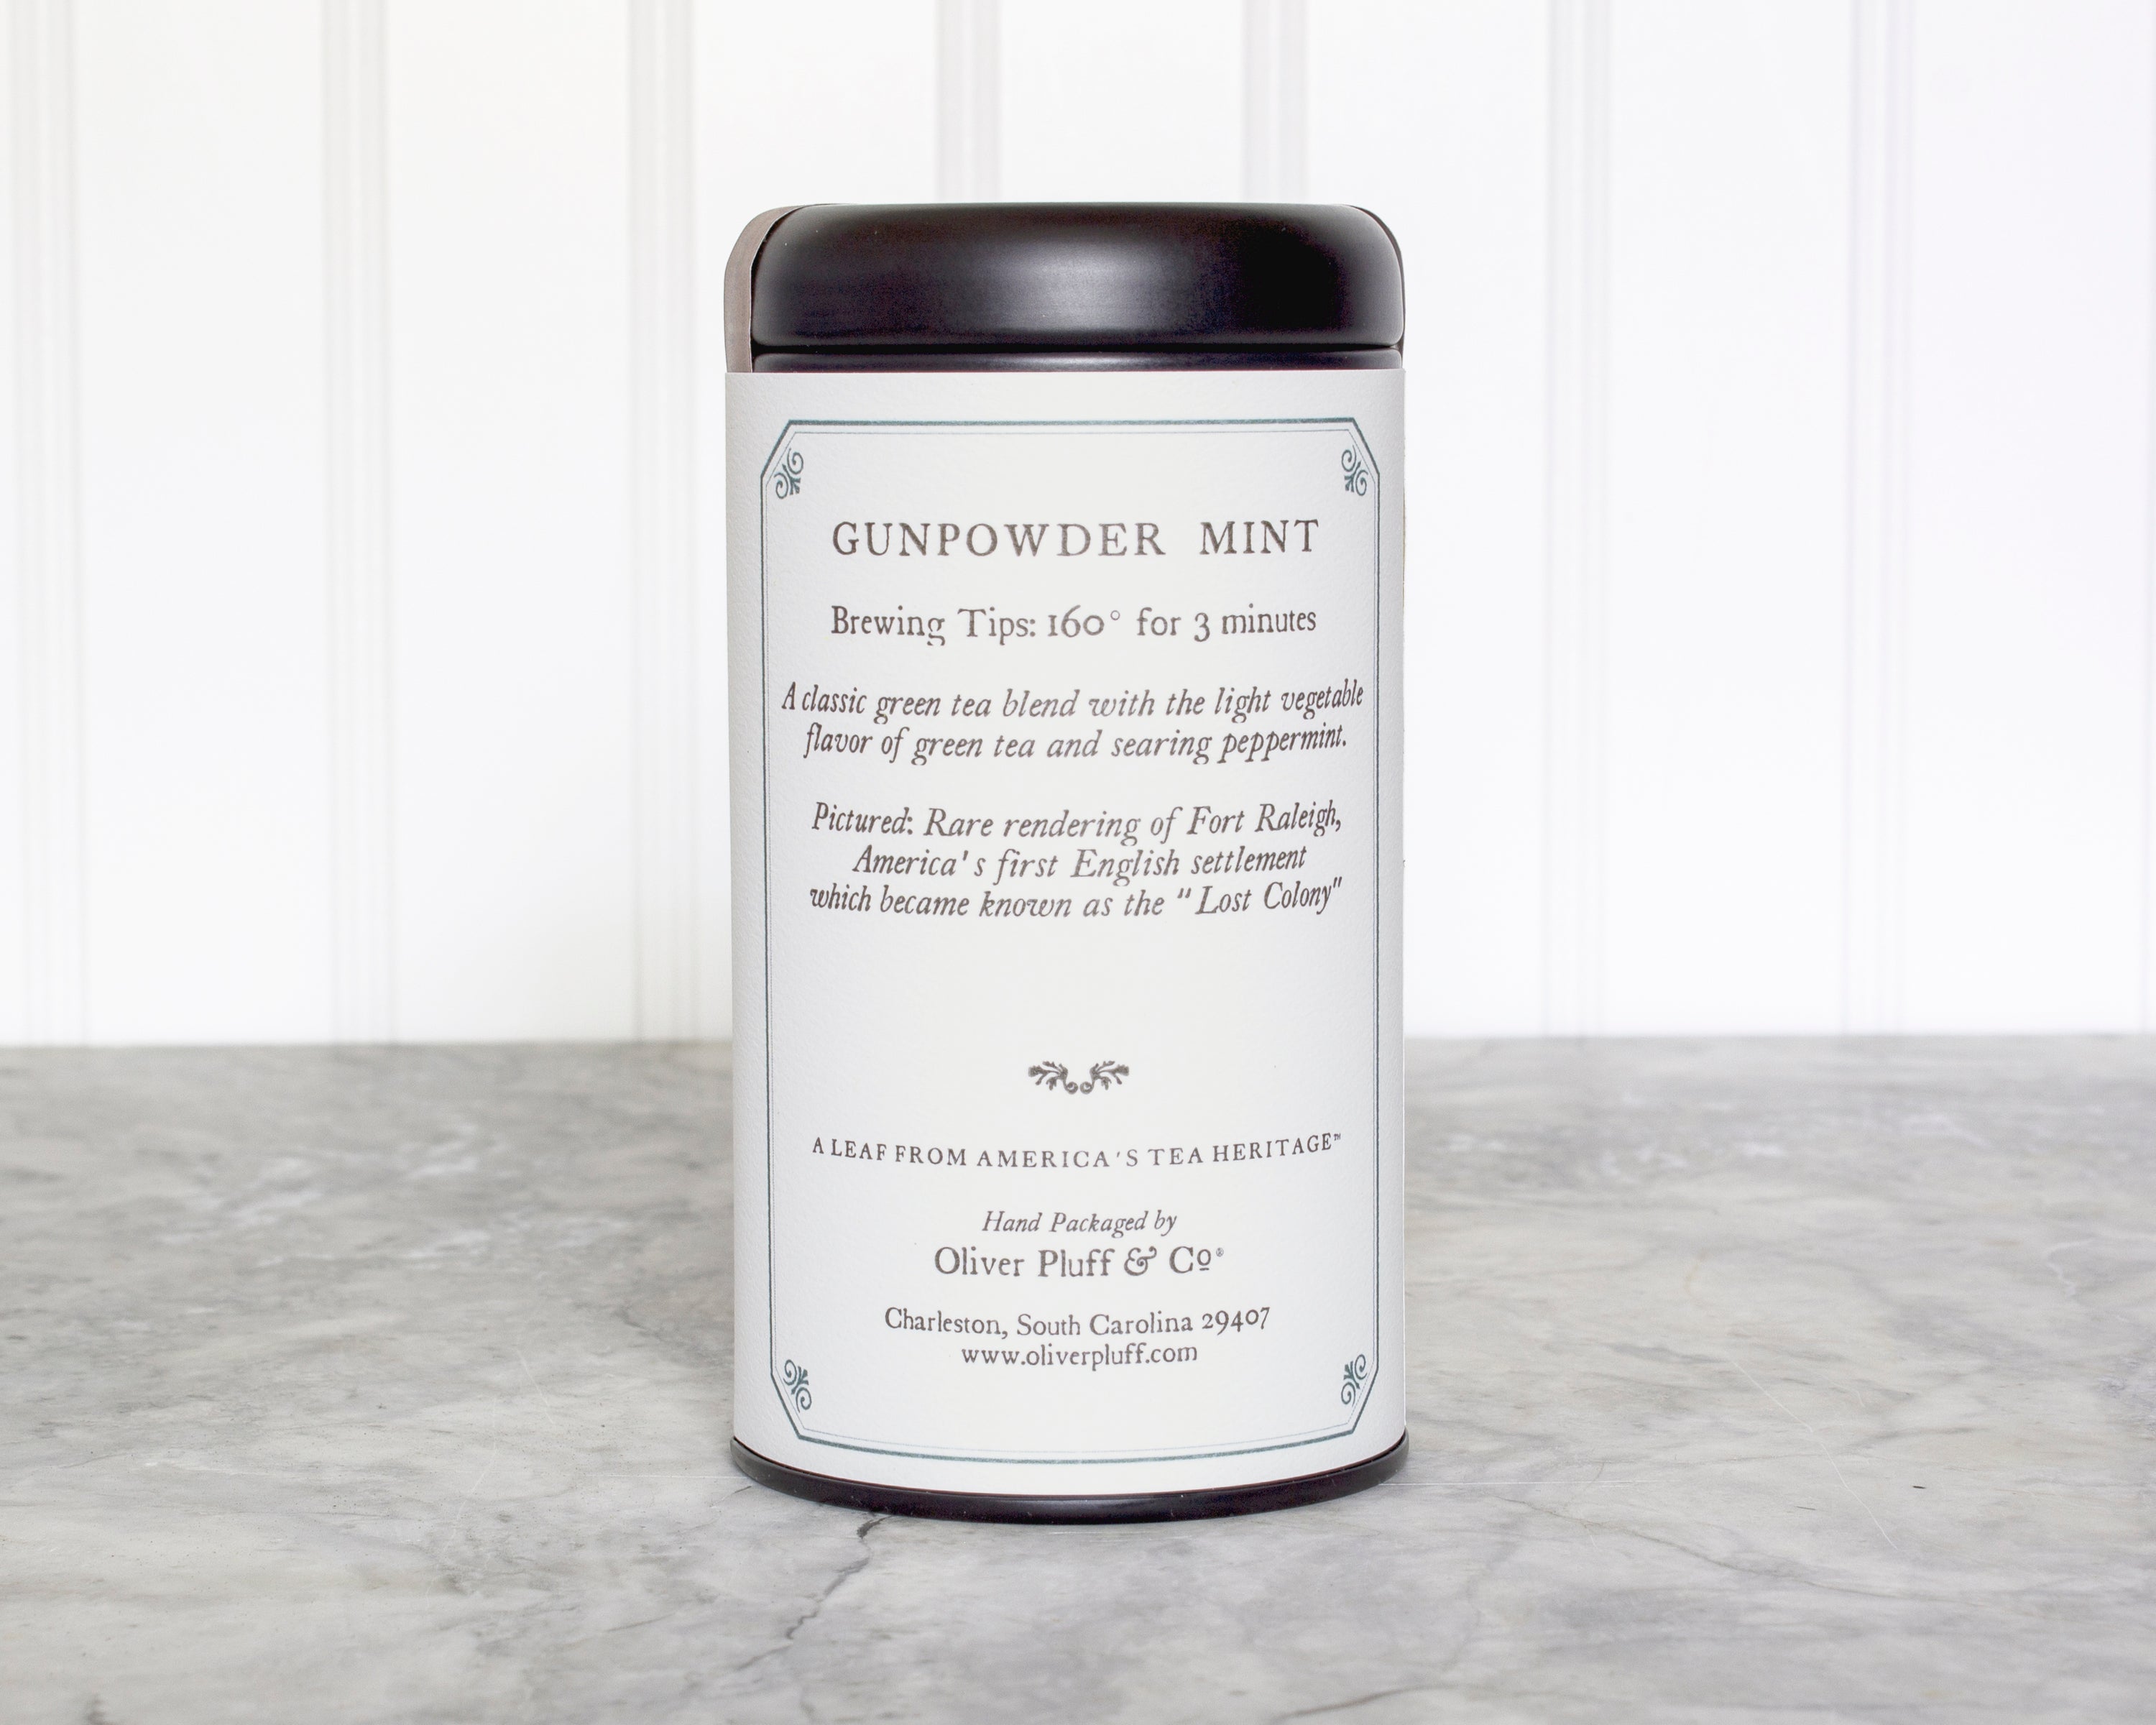 GUNPOWDER MINT
Brewing Tips: 160° for 3 minutes
A classic green tea blend with the light vegetable
flavor of green tea and searing peppermint.
Pictured: Rare rendering of Fort Raleigh,
America's first English settlement
which became known as the "Lost Colony"
A LEAF FROM AMERICA'S TEA HERITAGE™
Hand Packaged by
Oliver Pluff & Co®
Charleston, South Carolina 29407
www.oliverpluff.com